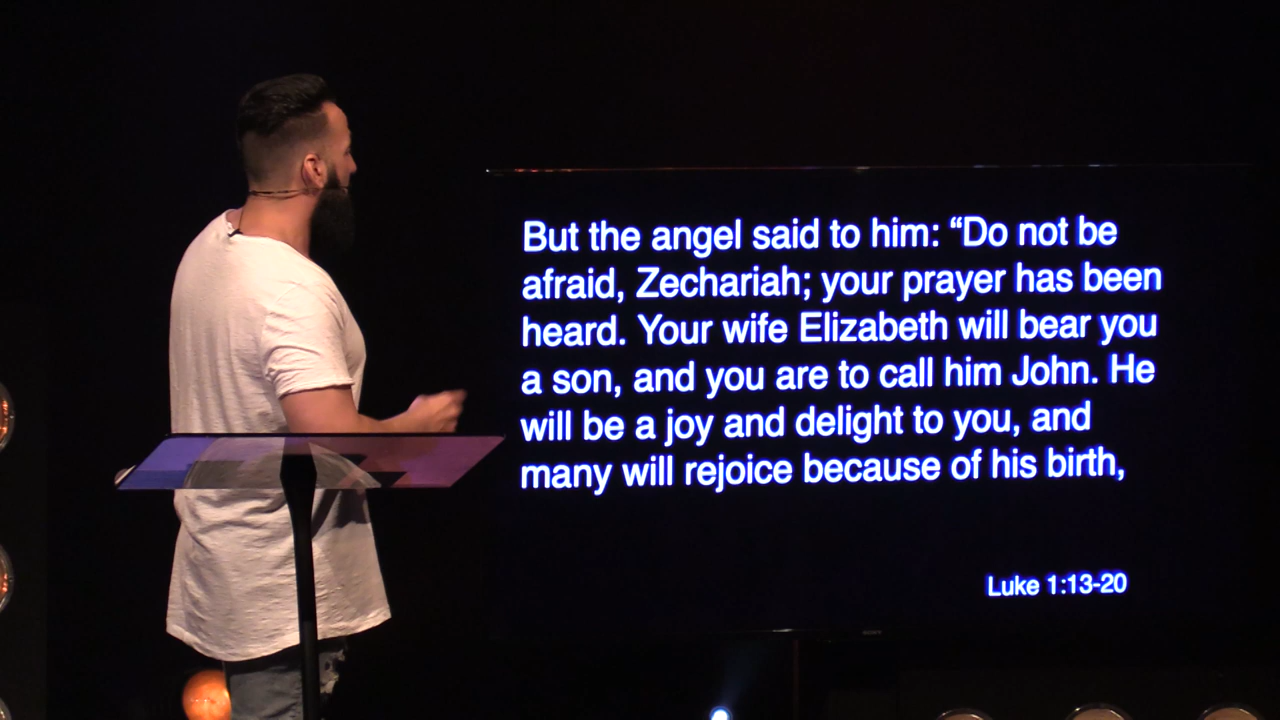 But the angel said to him: “Do not be
afraid, Zechariah; your prayer has been
heard. Your wife Elizabeth will bear you
a son, and you are to call him John. He
will be a joy and delight to you, and
many will rejoice because of his birth,
Luke 1:13-20
SONY